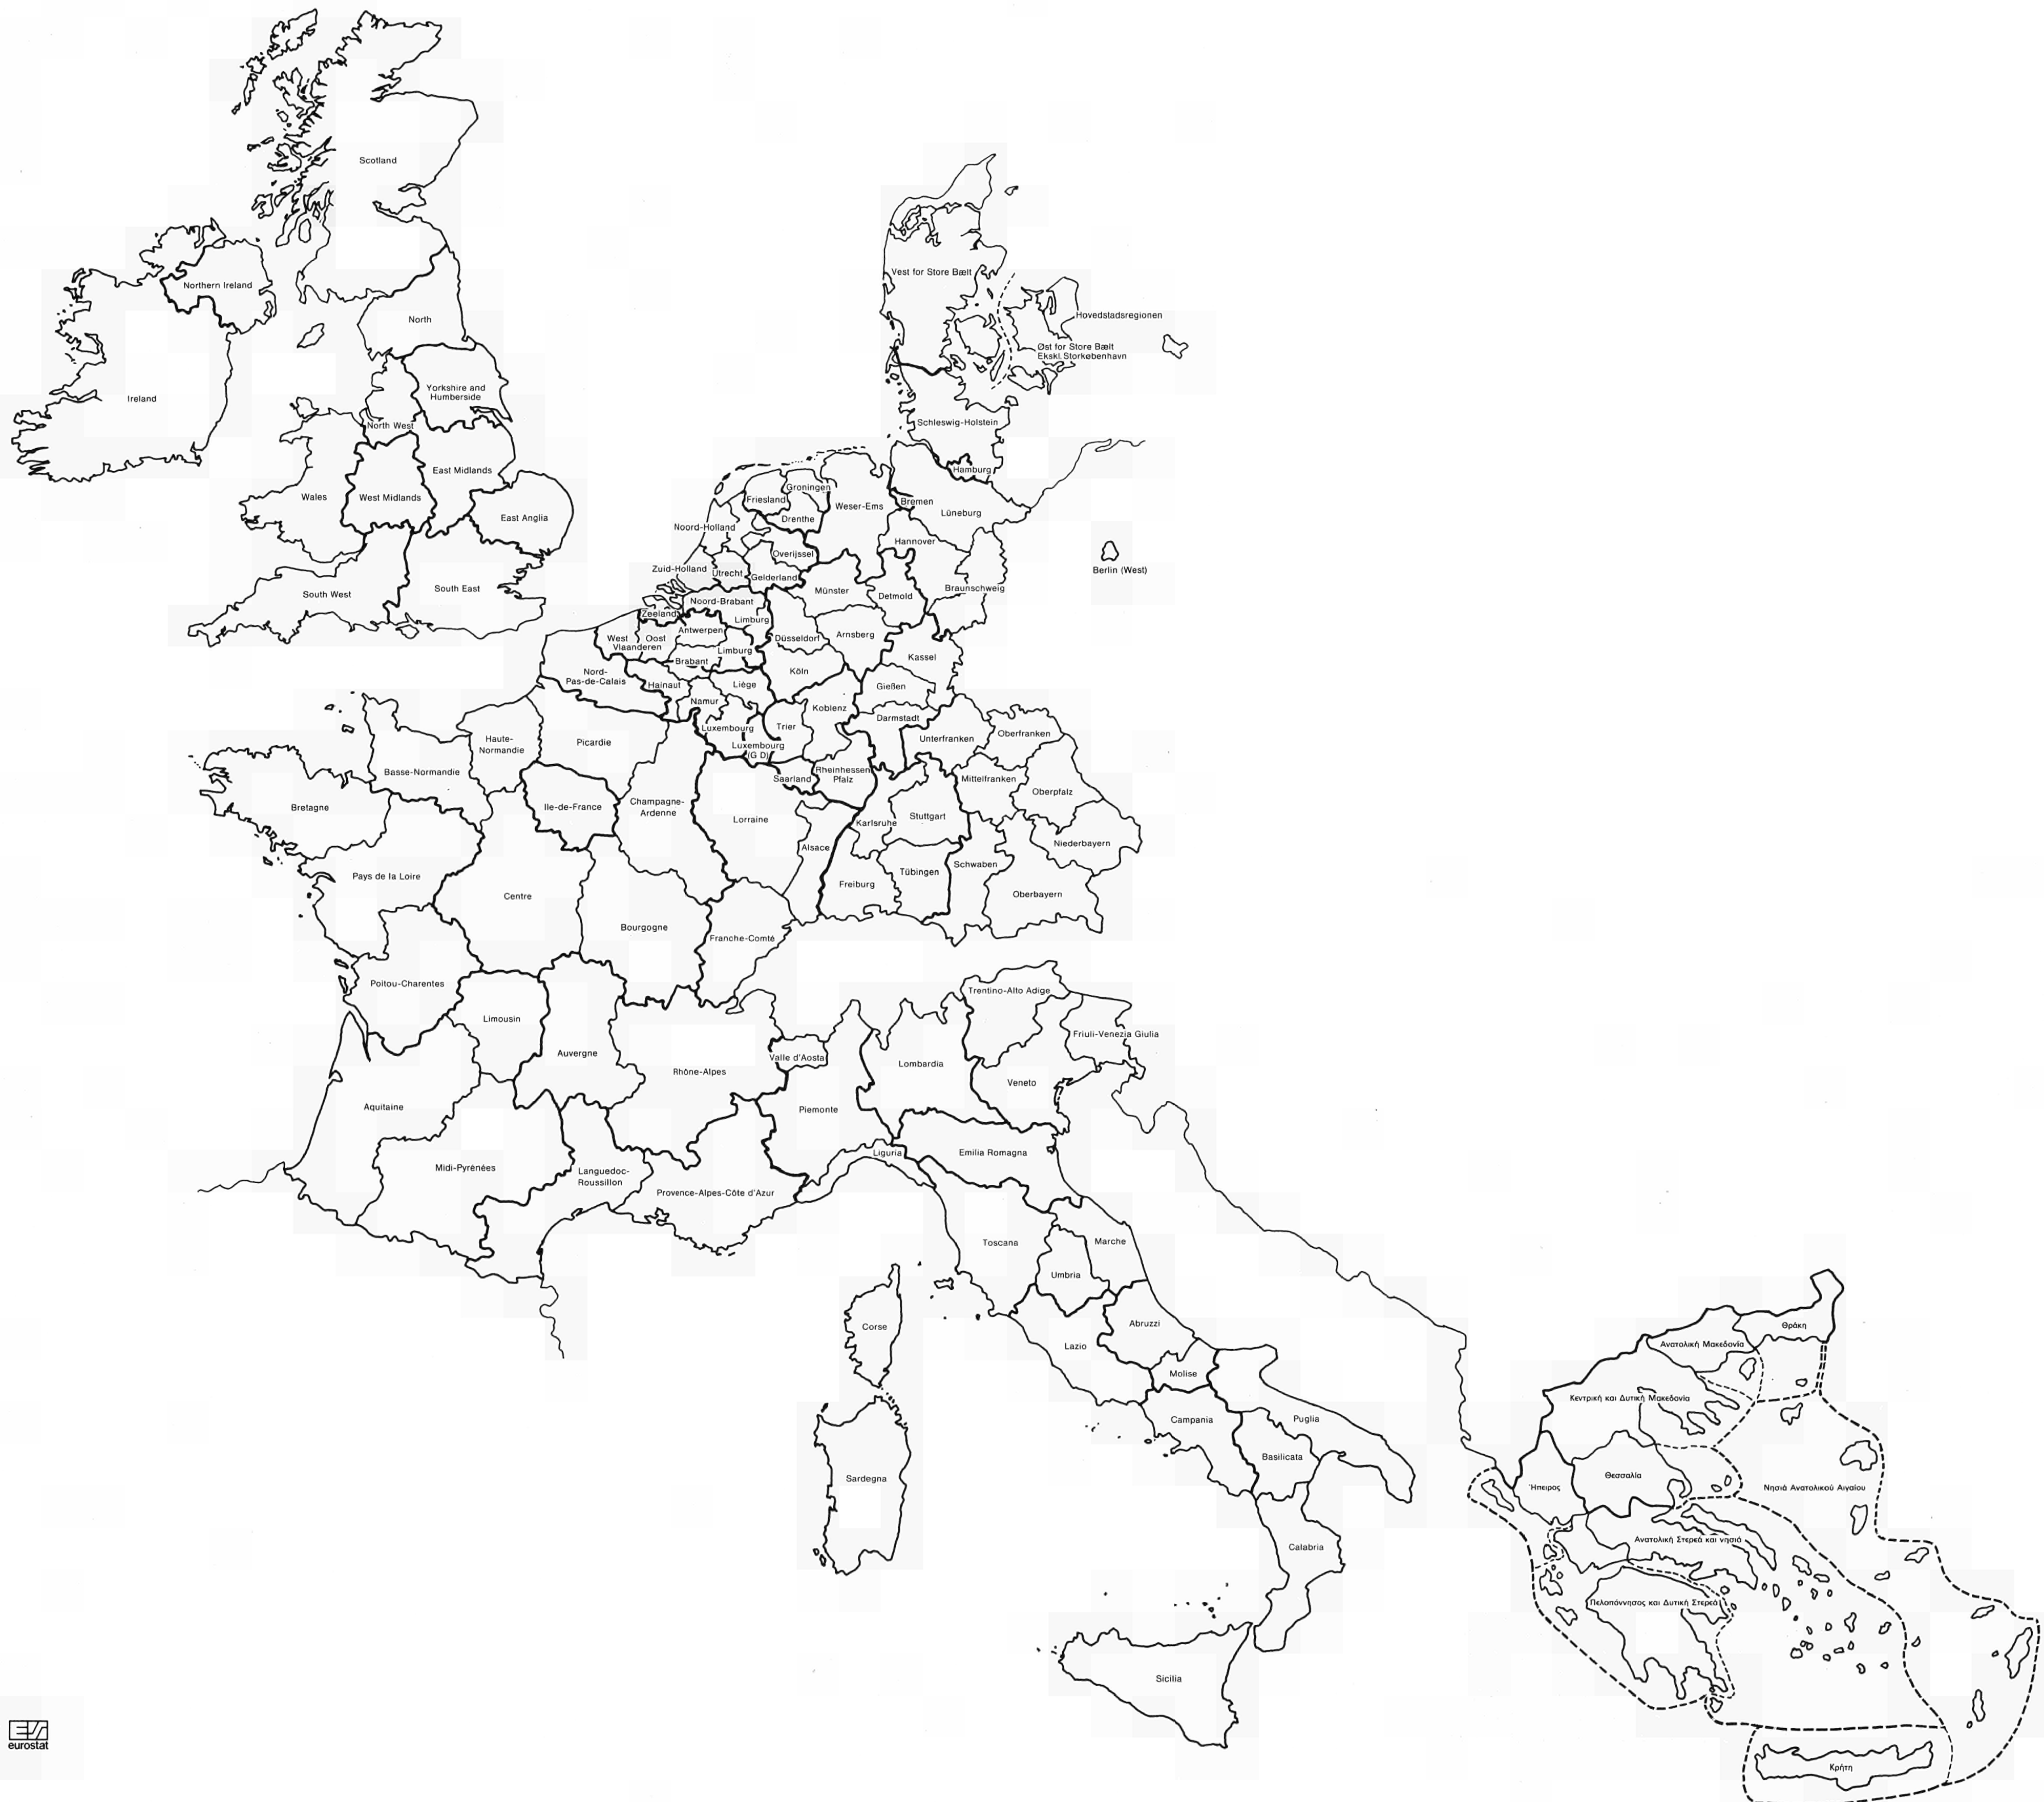 Scotland
Northern Ireland
North
Ireland
Yorkshire and
Humberside
North West
East Midlands
Wales
West Midlands
East Anglia
South West
South East
Vest for Store Bælt
Hovedstadsregionen
Øst for Store Bælt
Ekskl. Storkøbenhavn
Schleswig-Holstein
Hamburg
Groningen
Friesland
Weser-Ems
Bremen
Lüneburg
Drenthe
Noord-Holland
Hannover
Overijssel
Berlin (West)
Zuid-Holland
Utrecht
Gelderland
Münster
Detmold
Braunschweig
Noord-Brabant
Zeeland
Limburg
Antwerpen
West
Vlaanderen
Oost
Düsseldorf
Arnsberg
Limburg
Brabant
Kassel
Nord-
Pas-de-Calais
Hainaut
Liège
Köln
Gießen
Namur
Koblenz
Darmstadt
Luxembourg
Trier
Luxembourg
(G D)
Unterfranken
Oberfranken
Haute-
Normandie
Picardie
Basse-Normandie
Saarland
Rheinhessen
Pfalz
Mittelfranken
Oberpfalz
Bretagne
Ile-de-France
Champagne-
Ardenne
Lorraine
Karlsruhe
Stuttgart
Alsace
Niederbayern
Pays de la Loire
Schwaben
Tübingen
Freiburg
Oberbayern
Centre
Bourgogne
Franche-Comté
Poitou-Charentes
Trentino-Alto Adige
Limousin
Friuli-Venezia Giulia
Auvergne
Valle d'Aosta
Lombardia
Rhône-Alpes
Veneto
Aquitaine
Piemonte
Liguria
Emilia Romagna
Midi-Pyrénées
Languedoc-
Roussillon
Provence-Alpes-Côte d'Azur
Toscana
Marche
Umbria
Corse
Abruzzi
Lazio
Molise
Campania
Puglia
Basilicata
Sardegna
Calabria
Sicilia
Θράκη
Ανατολική Μακεδονία
Κεντρική και Δυτική Μακεδονία
Θεσσαλία
Ήπειρος
Νησιά Ανατολικού Αιγαίου
Ανατολική Στερεά και νησιά
Πελοπόννησος και Δυτική Στερεά
Κρήτη
eurostat